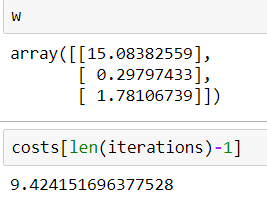 w
array([[15.08382559],
[ 0.29797433],
[ 1.78106739]])
costs[len(iterations)-1]
9.424151696377528